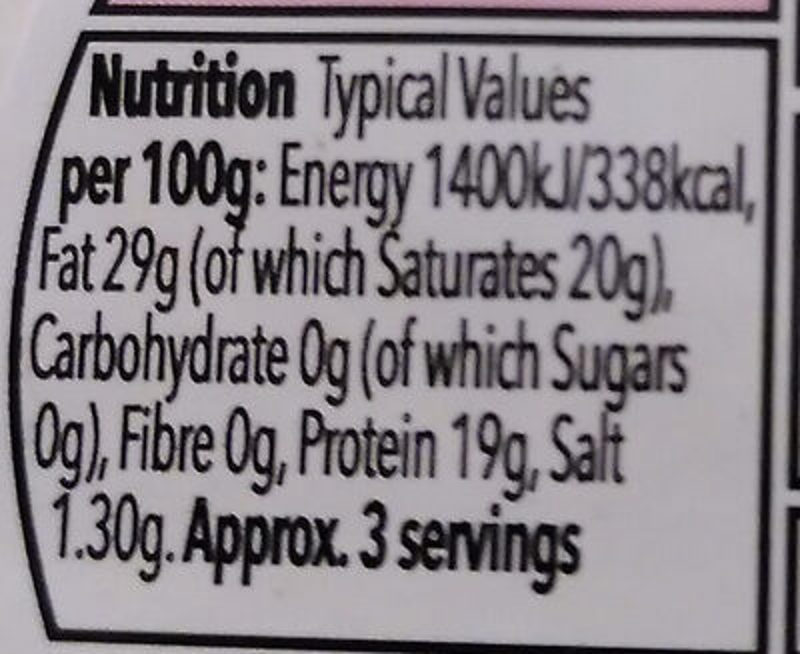 Nutrition Typical Values
per 100g: Energy 1400kJ/338kcal,
Fat 29g (of which Saturates 20g),
Carbohydrate 0g (of which Sugars
0g), Fibre 0g, Protein 19g, Salt
1.30g. Approx. 3 servings